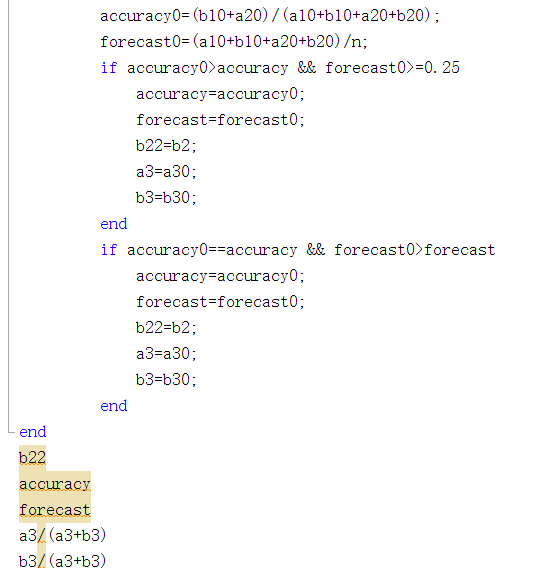 accuracy0=(b10+a20)/(a10+b10+a20+b20);
forecast0=(a10+b10+a20+b20)/n;
if accuracy0>accuracy && forecast0>=0.25
accuracy=accuracy0;
forecast=forecast0;
b22=b2;
a3=a30;
b3=b30;
end
if accuracy0==accuracy && forecast0>forecast
accuracy=accuracy0;
forecast=forecast0;
b22=b2;
a3=a30;
b3=b30;
end
end
b22
accuracy
forecast
a3/(a3+b3)
b3/(a3+b3)